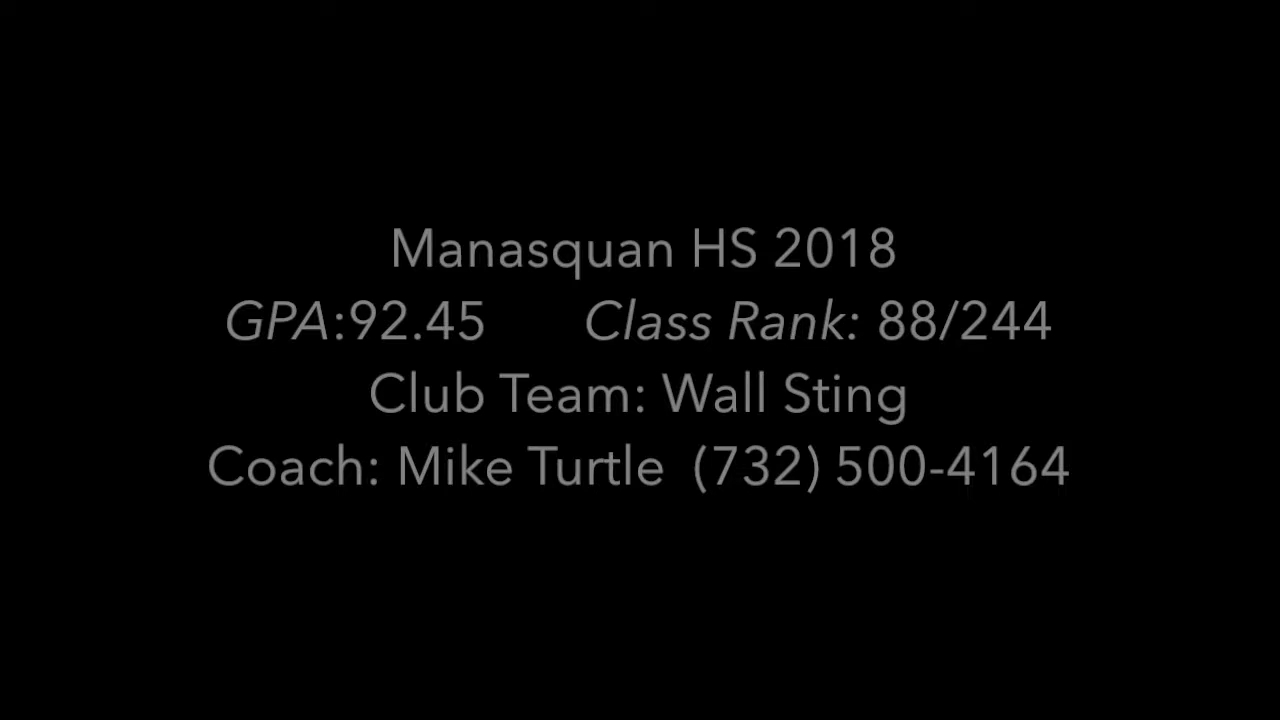 Manasquan HS 2018
GPA:92.45 Class Rank: 88/244
Club Team: Wall Sting
Coach: Mike Turtle (732) 500-4164